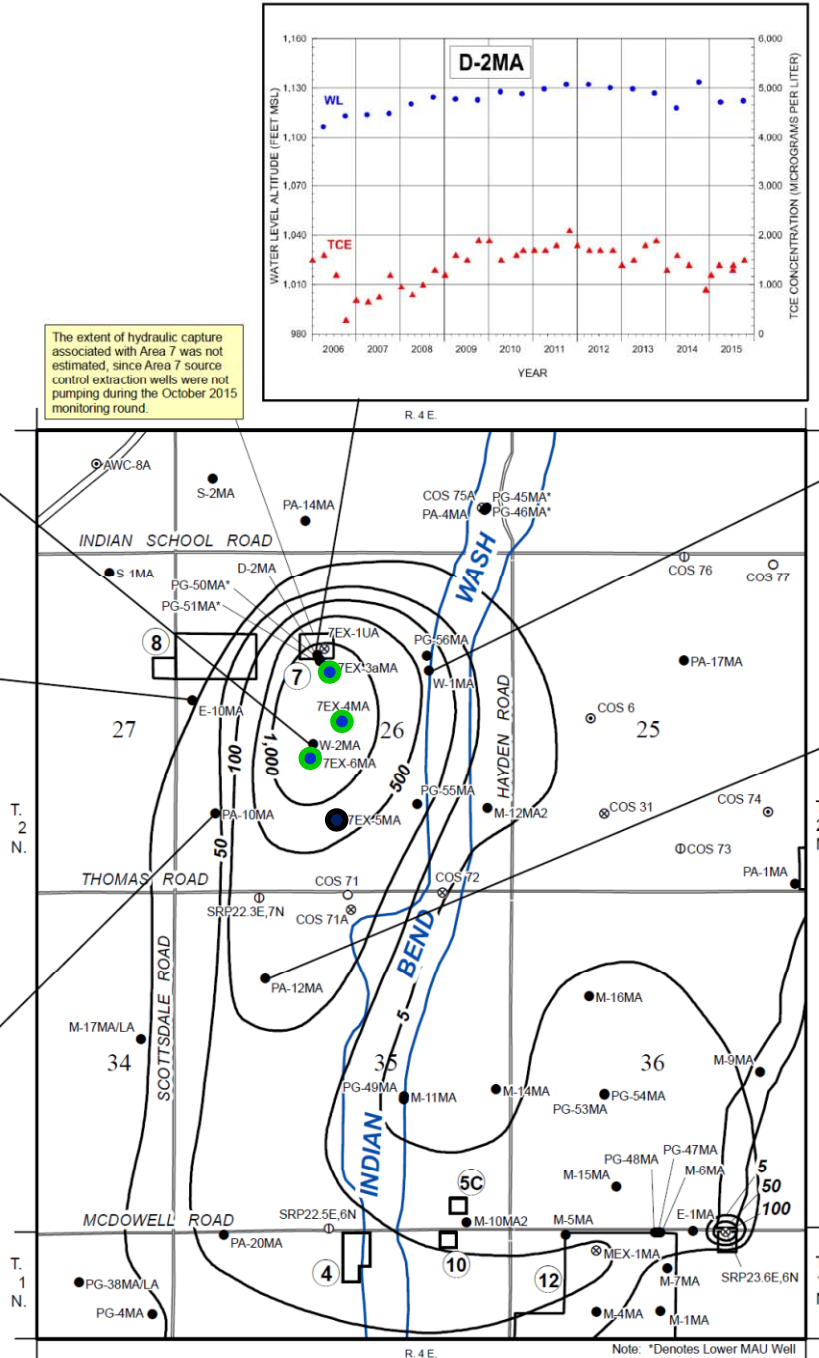 D-2MA
WATER LEVEL ALTITUDE (FEET MSL)
1,160
1,130
1,100
1,070
1,040
1,010
980
TCE CONCENTRATION (MICROGRAMS PER LITER)
6,000
5,000
4,000
3,000
2,000
1,000
0
WL
TCE
2006 2007 2008 2009 2010 2011 2012 2013 2014 2015
YEAR
The extent of hydraulic capture
associated with Area 7 was not
estimated, since Area 7 source
control extraction wells were not
pumping during the October 2015
monitoring round.
R. 4 E.
AWC-8A
S-2MA
PA-14MA
COS 75A
PA-4MA
PG-45MA*
PG-46MA*
INDIAN SCHOOL ROAD
WASH
COS 76
COS 77
S-1MA
D-2MA
PG-50MA*
PG-51MA*
7EX-1UA
8
7
7EX-3aMA
PG-56MA
W-1MA
PA-17MA
E-10MA
7EX-4MA
27
26
25
COS 6
HAYDEN ROAD
W-2MA
7EX-6MA
100
1,000
500
PG-55MA
M-12MA2
COS 31
COS 74
T.
2
N.
T.
2
N.
PA-10MA
7EX-5MA
50
COS 73
PA-1MA
THOMAS ROAD
COS 71
COS 72
SRP22.3E,7N
COS 71A
BEND
PA-12MA
SCOTTSDALE ROAD
5
M-16MA
M-17MA/LA
34
35
36
M-9MA
PG-49MA
M-11MA
M-14MA
PG-54MA
PG-53MA
INDIAN
PG-47MA
PG-48MA
M-6MA
M-15MA
5
50
100
5C
MCDOWELL ROAD
SRP22.5E,6N
M-10MA2
M-5MA
E-1MA
PA-20MA
4
10
12
MEX-1MA
M-7MA
SRP23.6E,6N
T.
1
N.
T.
1
N.
PG-38MA/LA
PG-4MA
M-4MA
M-1MA
R. 4 E.
Note: *Denotes Lower MAU Well